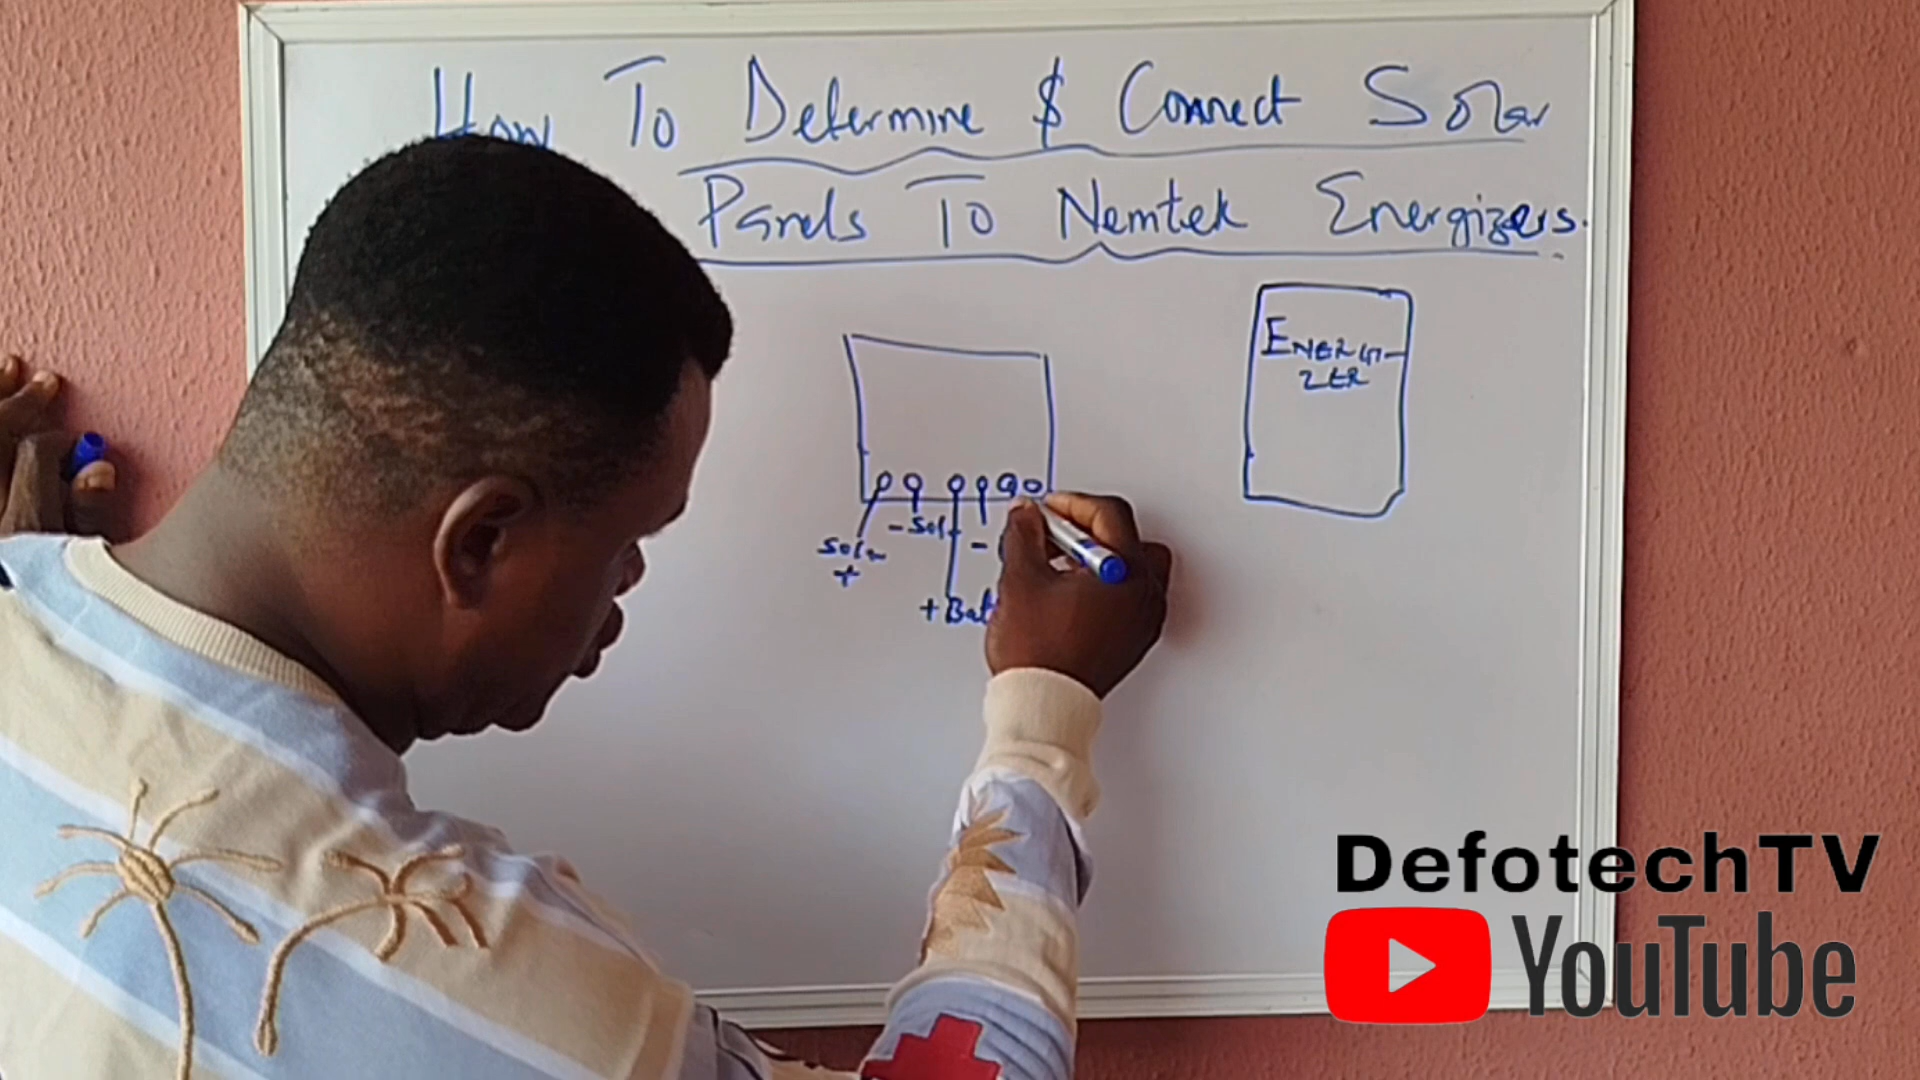 How To Determine $ Connect Solar
Panels To Nemtek Energizers.
ENERGI-
ZER
Solar
+
- Sol
-
+ Bat
DefotechTV
YouTube